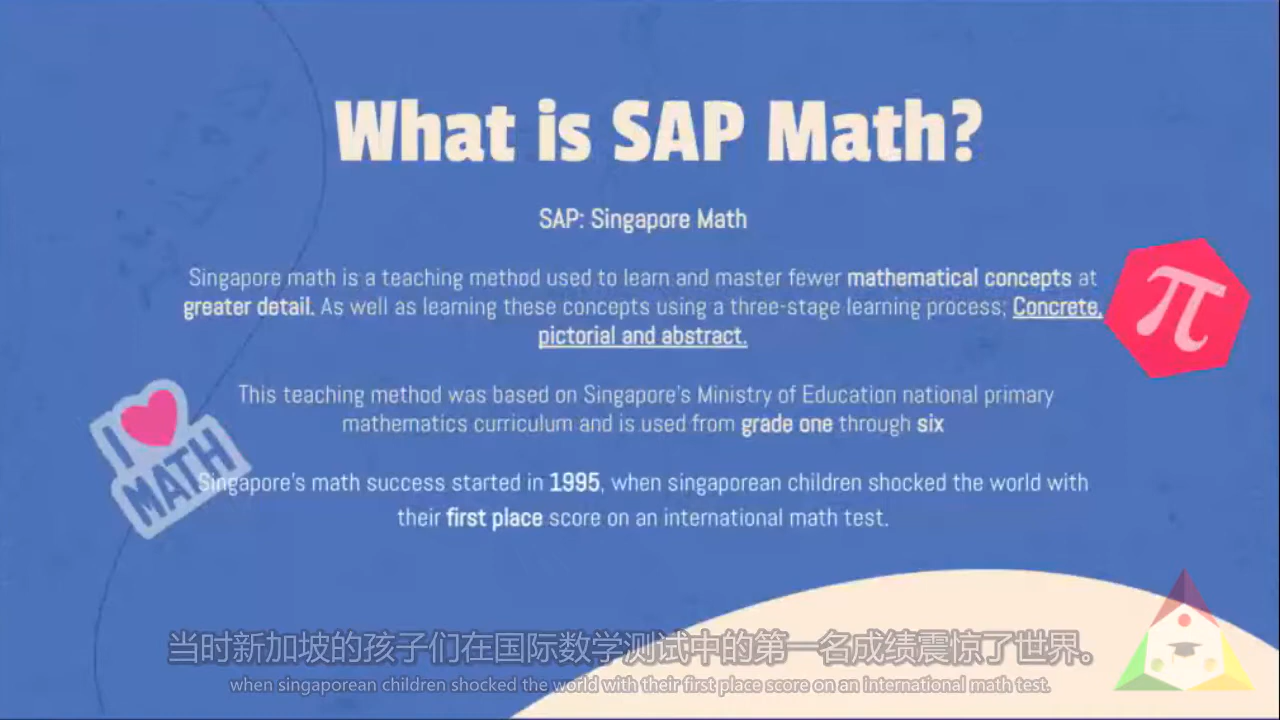 What is SAP Math?
SAP: Singapore Math
Singapore math is a teaching method used to learn and master fewer mathematical concepts at
greater detail. As well as learning these concepts using a three-stage learning process; Concrete,
pictorial and abstract.
This teaching method was based on Singapore's Ministry of Education national primary
mathematics curriculum and is used from grade one through six
Singapore's math success started in 1995, when singaporean children shocked the world with
their first place score on an international math test.
π
I
MATH
当时新加坡的孩子们在国际数学测试中的第一名成绩震惊了世界。
when singaporean children shocked the world with their first place score on an international math test.